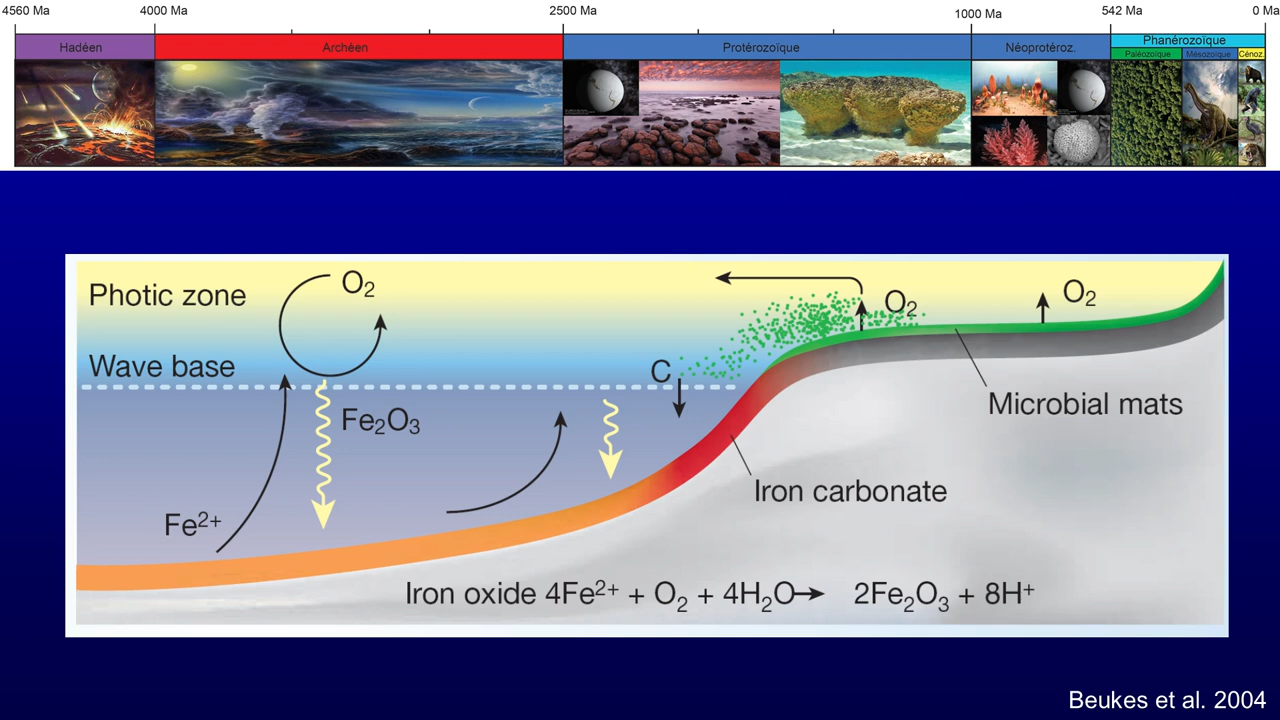 4560 Ma
4000 Ma
2500 Ma
1000 Ma
542 Ma
0 Ma
Hadéen
Archéen
Protérozoïque
Néoprotéroz.
Phanérozoïque
Paléozoïque
Mésozoïque
Cénoz.
Photic zone
O₂
O₂
O₂
Wave base
C
Fe₂O₃
Microbial mats
Iron carbonate
Fe²⁺
Iron oxide 4Fe²⁺ + O₂ + 4H₂O→ 2Fe₂O₃ + 8H⁺
Beukes et al. 2004